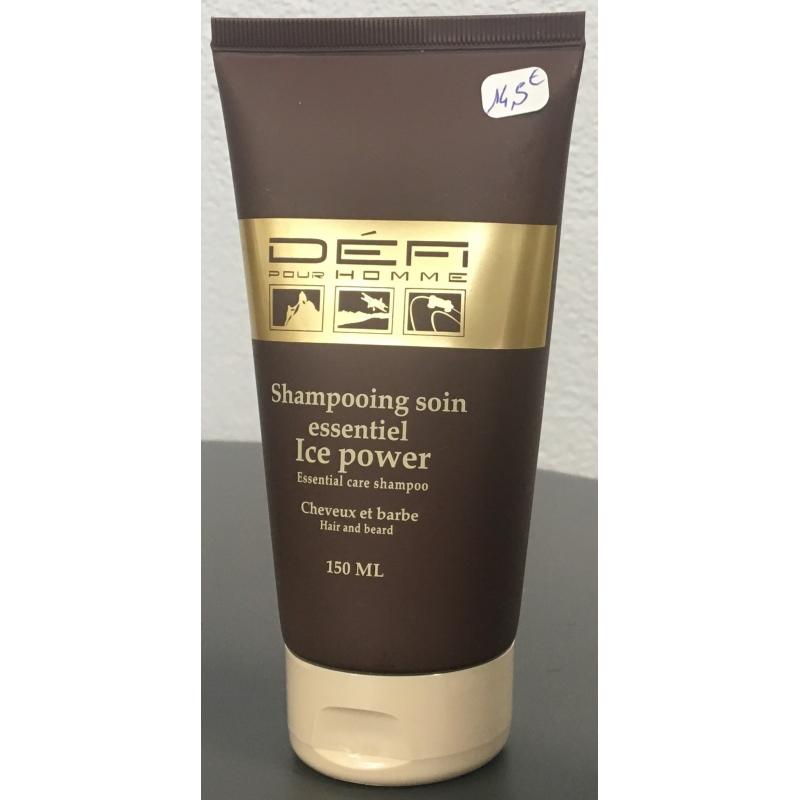 14,5€
DÉFI
POUR HOMME
Shampooing soin
essentiel
Ice power
Essential care shampoo
Cheveux et barbe
Hair and beard
150 ML